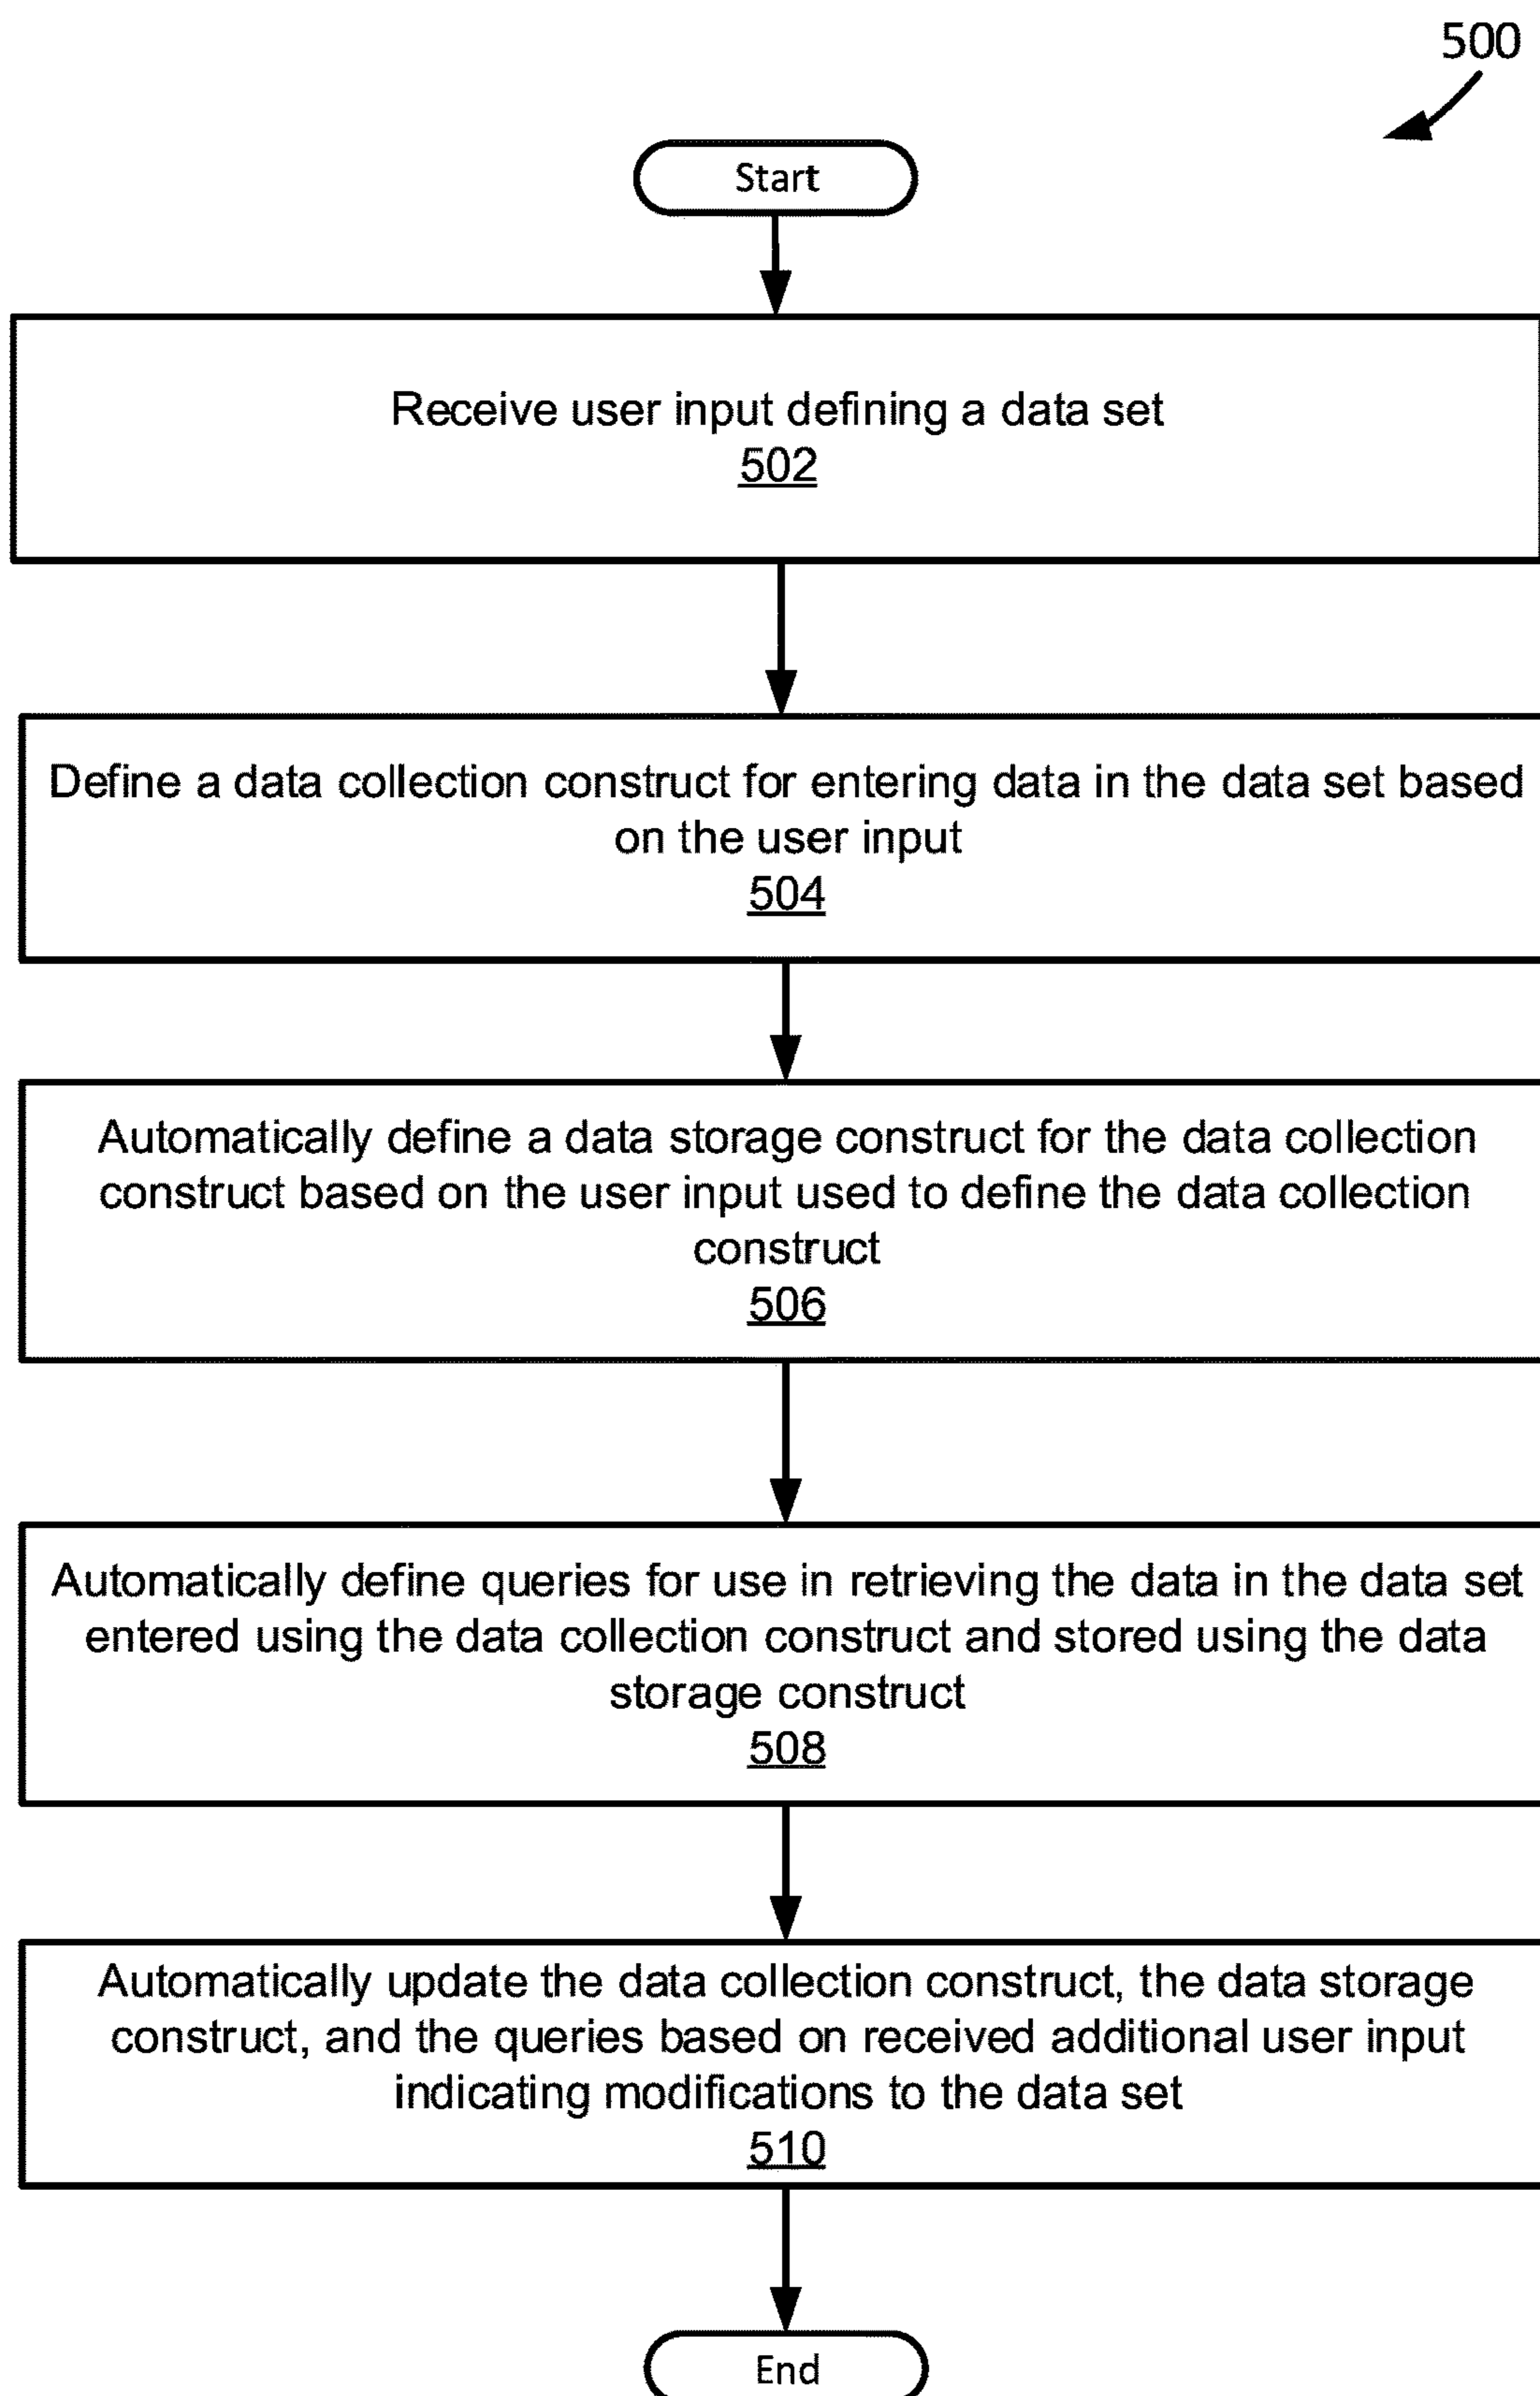 500
Start
Receive user input defining a data set
502
Define a data collection construct for entering data in the data set based
on the user input
504
Automatically define a data storage construct for the data collection
construct based on the user input used to define the data collection
construct
506
Automatically define queries for use in retrieving the data in the data set
entered using the data collection construct and stored using the data
storage construct
508
Automatically update the data collection construct, the data storage
construct, and the queries based on received additional user input
indicating modifications to the data set
510
End